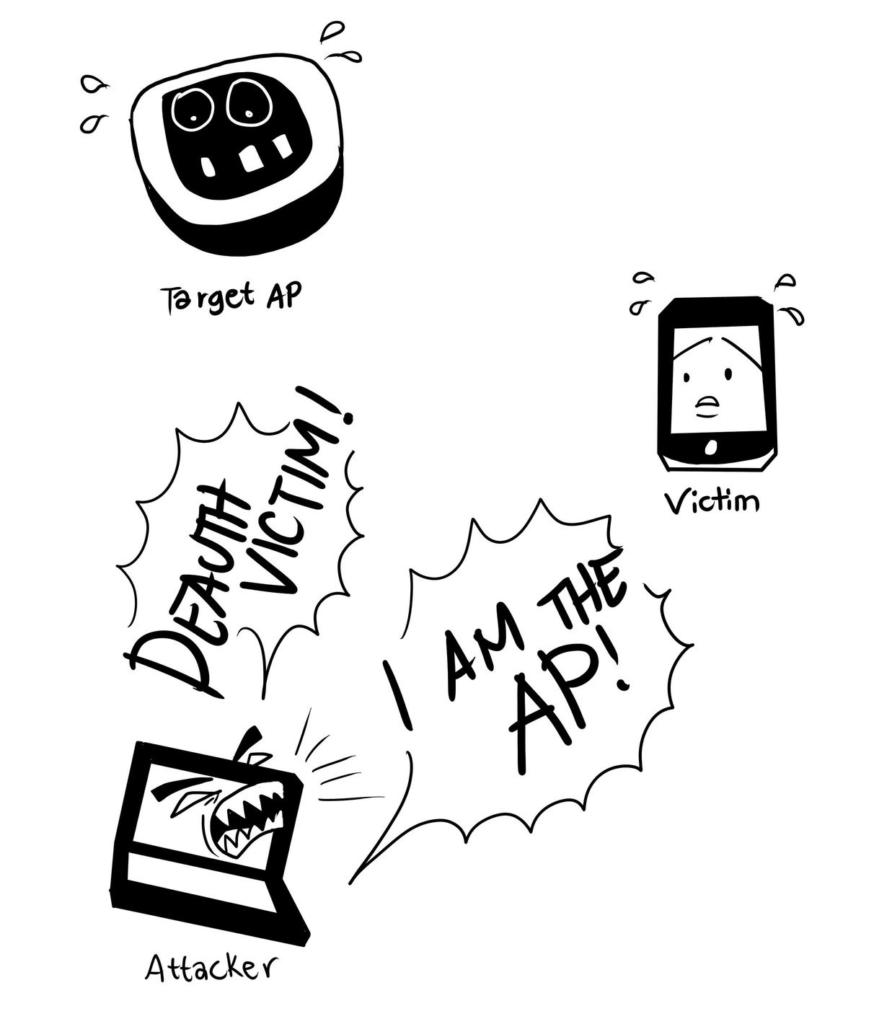 Target AP
Victim
DEAUTH
VICTIM!
I AM THE
AP!
Attacker